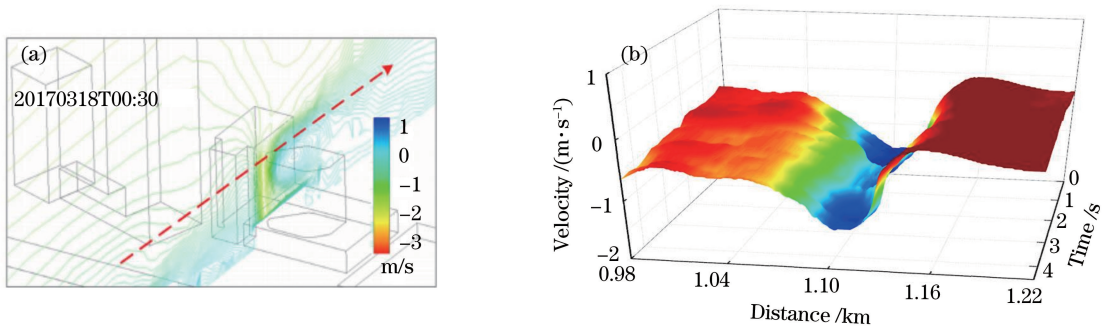 (a)
20170318T00:30
1
0
−1
−2
−3
m/s
(b)
Velocity /(m·s⁻¹)
1
0
−1
−2
0.98
1.04
1.10
1.16
1.22
Distance /km
0
1
2
3
4
Time /s